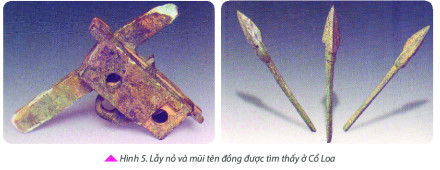 Hình 5. Lẫy nỏ và mũi tên đồng được tìm thấy ở Cổ Loa